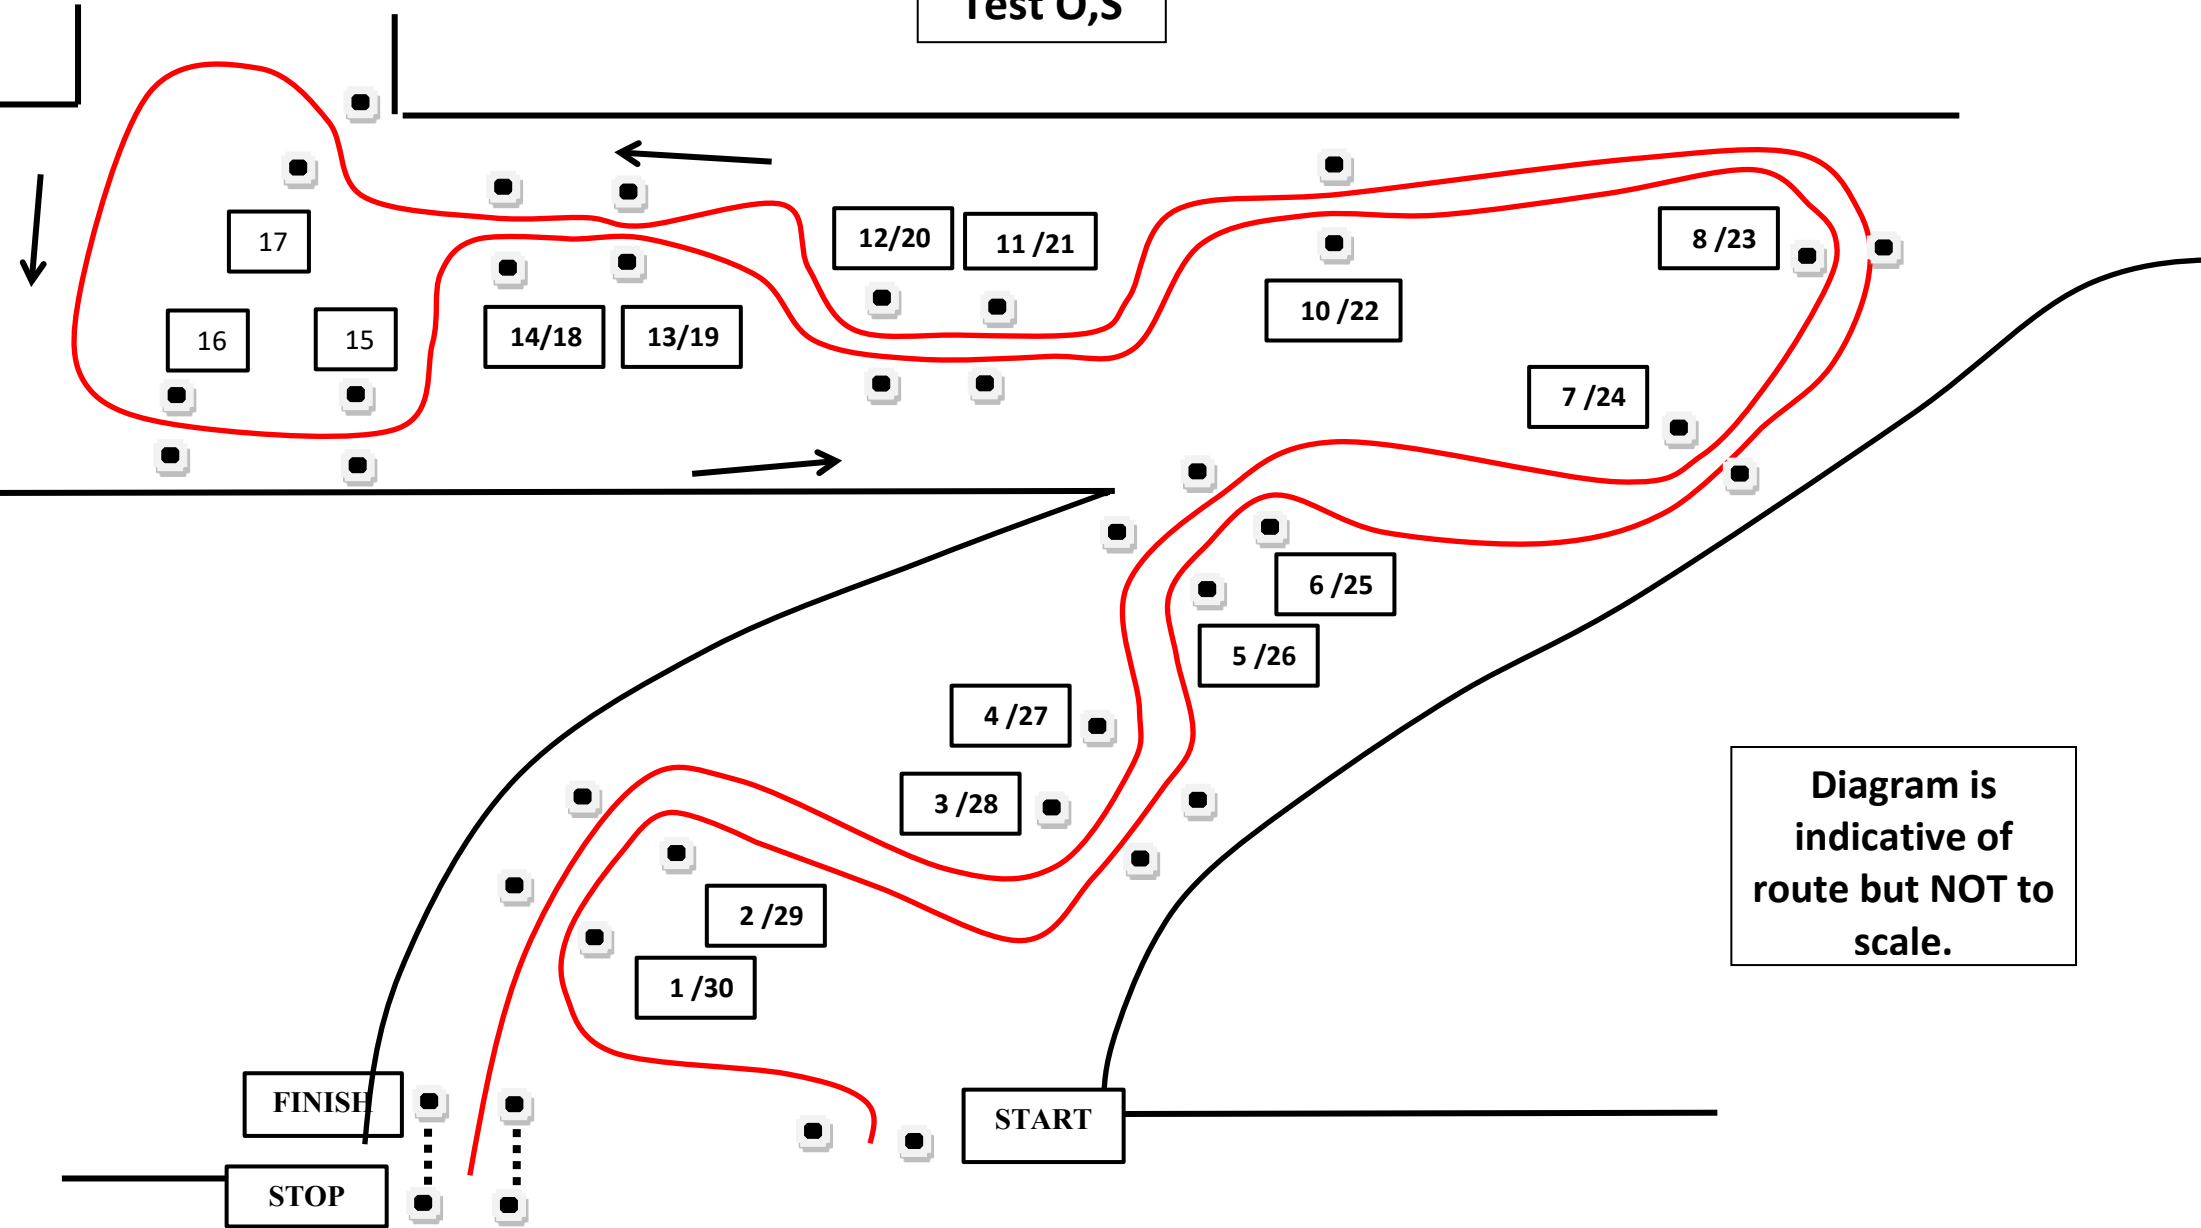 Test O,S
12/20
11 /21
8 /23
17
10 /22
16
15
14/18
13/19
7 /24
6 /25
5 /26
4 /27
3 /28
Diagram is
indicative of
route but NOT to
scale.
2 /29
1 /30
FINISH
START
STOP